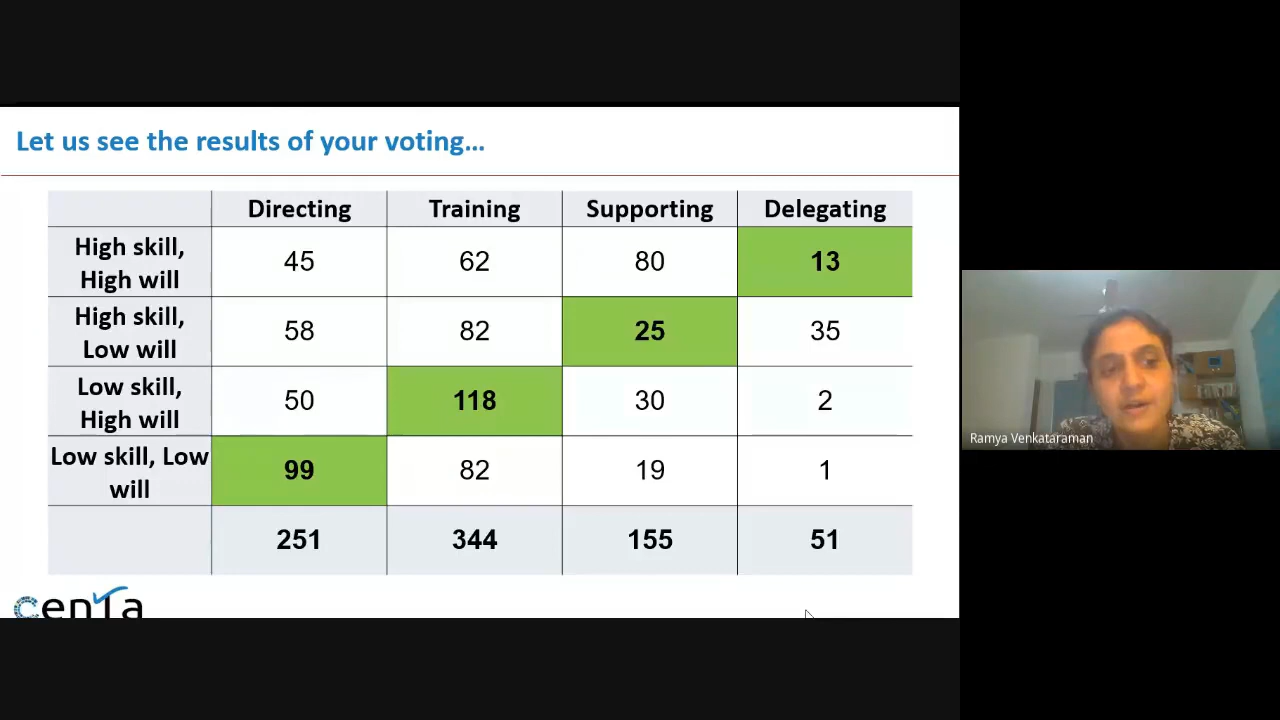 Let us see the results of your voting...
Directing Training Supporting Delegating
High skill,
High will
45 62 80 13
High skill,
Low will
58 82 25 35
Low skill,
High will
50 118 30 2
Low skill, Low
will
99 82 19 1
251 344 155 51
cenTa
Ramya Venkataraman